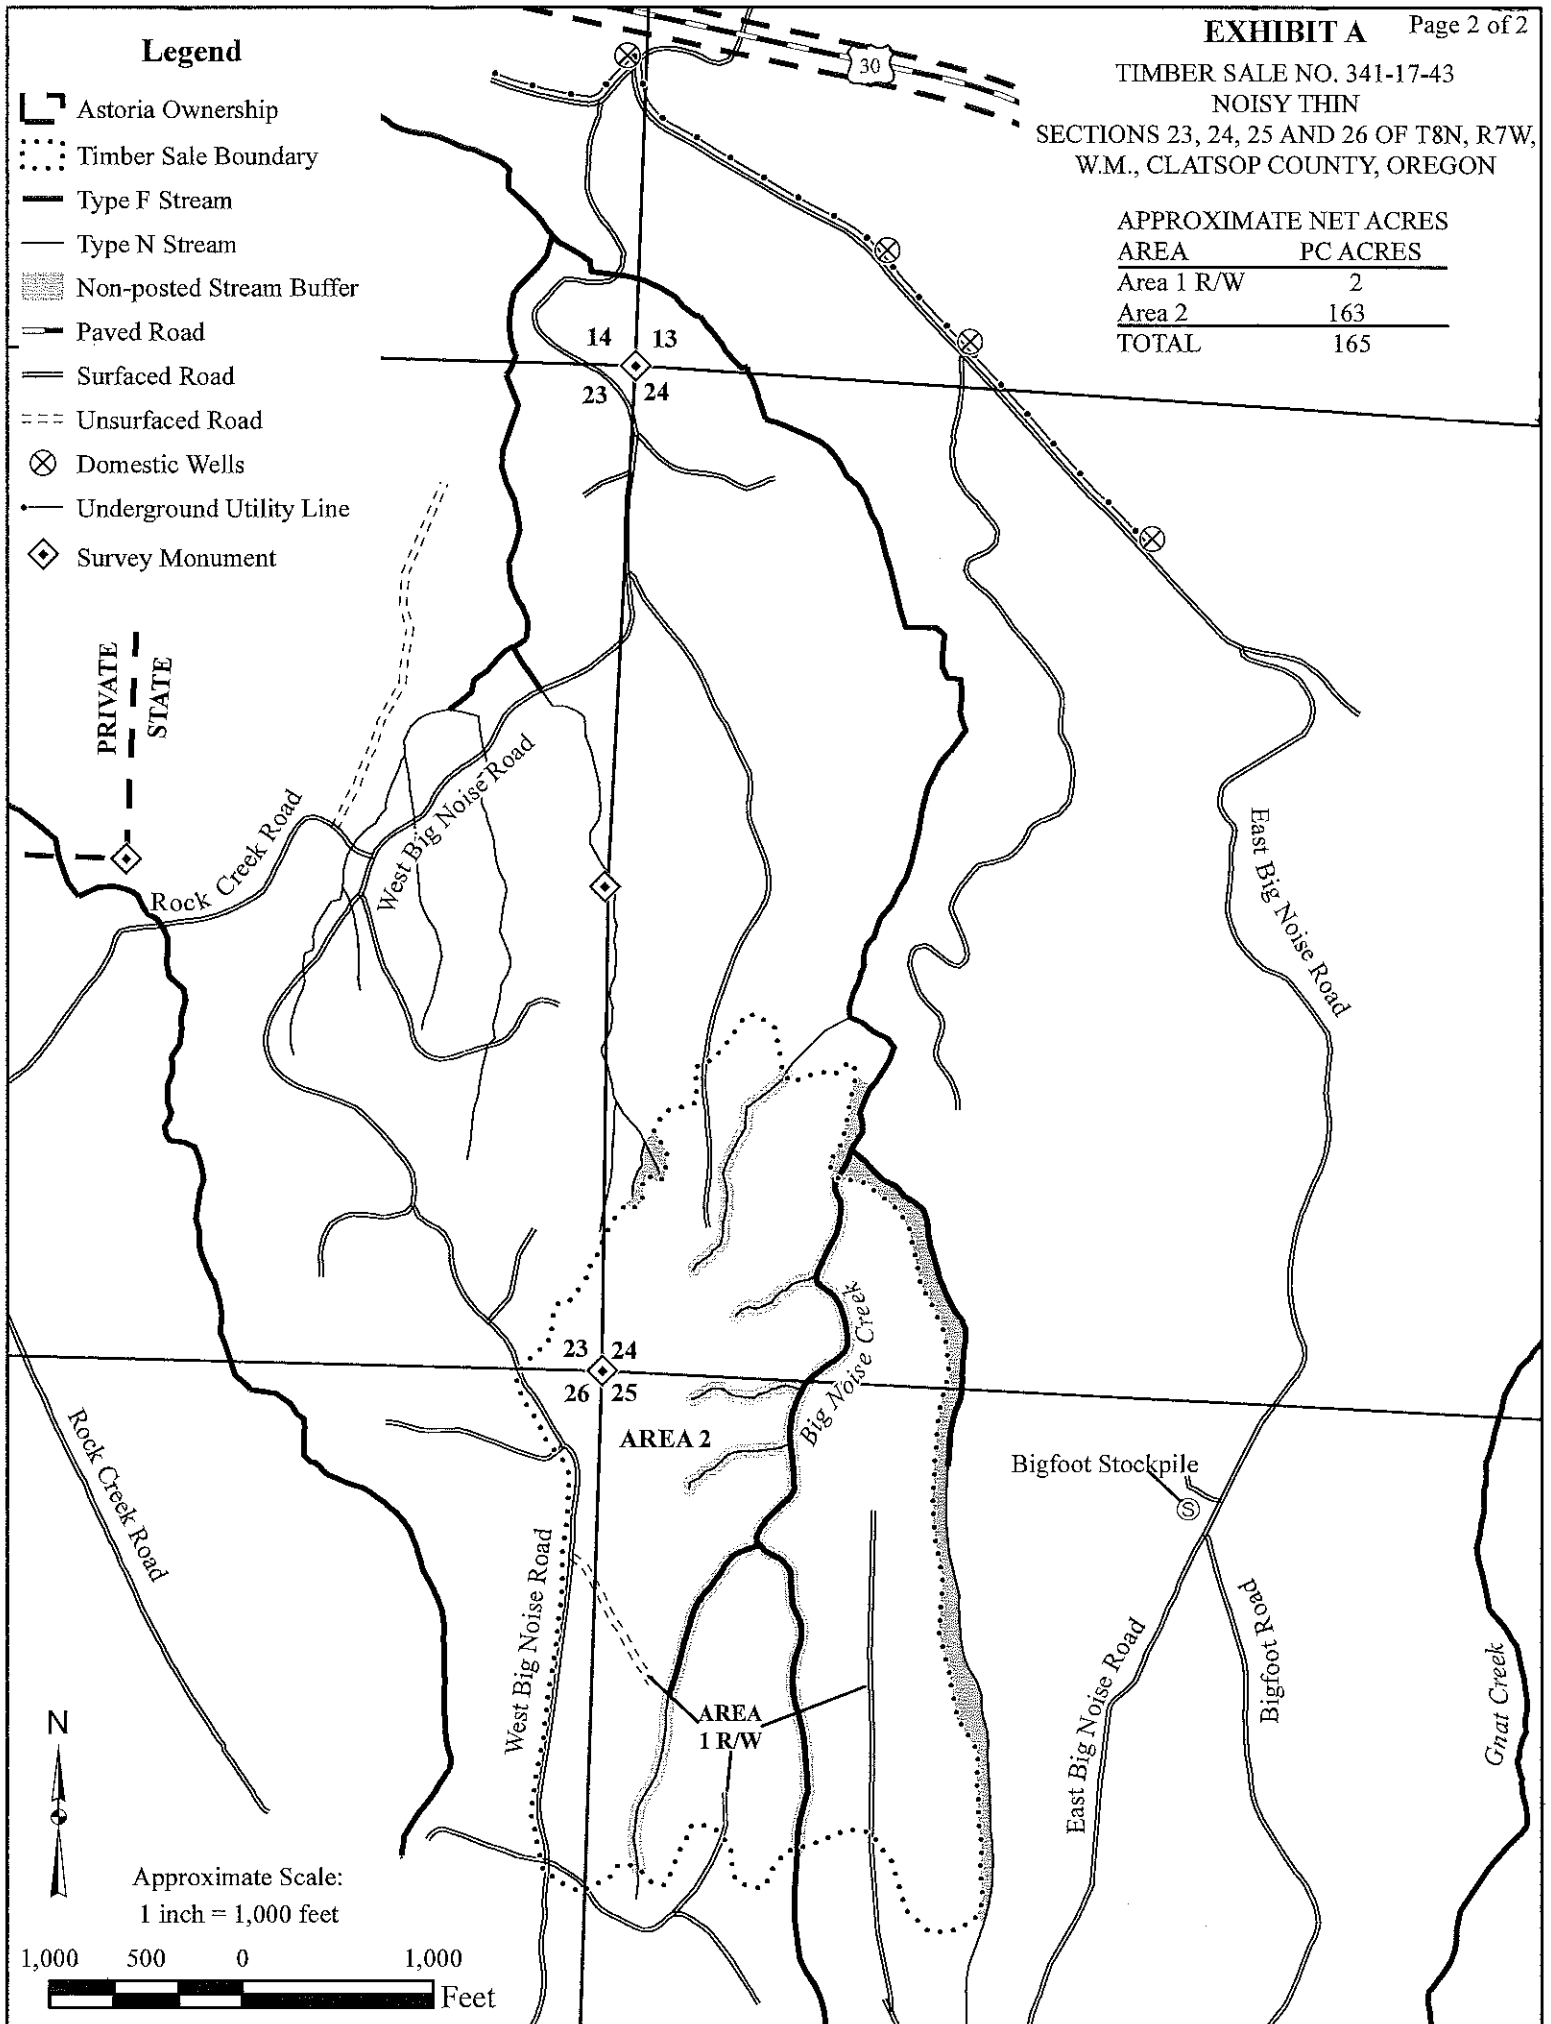 EXHIBIT A
Page 2 of 2
TIMBER SALE NO. 341-17-43
NOISY THIN
SECTIONS 23, 24, 25 AND 26 OF T8N, R7W,
W.M., CLATSOP COUNTY, OREGON
APPROXIMATE NET ACRES
AREA PC ACRES
Area 1 R/W 2
Area 2 163
TOTAL 165
Legend
Astoria Ownership
Timber Sale Boundary
Type F Stream
Type N Stream
Non-posted Stream Buffer
Paved Road
Surfaced Road
Unsurfaced Road
Domestic Wells
Underground Utility Line
Survey Monument
30
14 13
23 24
PRIVATE
STATE
Rock Creek Road
West Big Noise Road
East Big Noise Road
23 24
26 25
AREA 2
Big Noise Creek
Bigfoot Stockpile
S
Rock Creek Road
West Big Noise Road
AREA
1 R/W
East Big Noise Road
Bigfoot Road
Gnat Creek
N
Approximate Scale:
1 inch = 1,000 feet
1,000 500 0 1,000
Feet